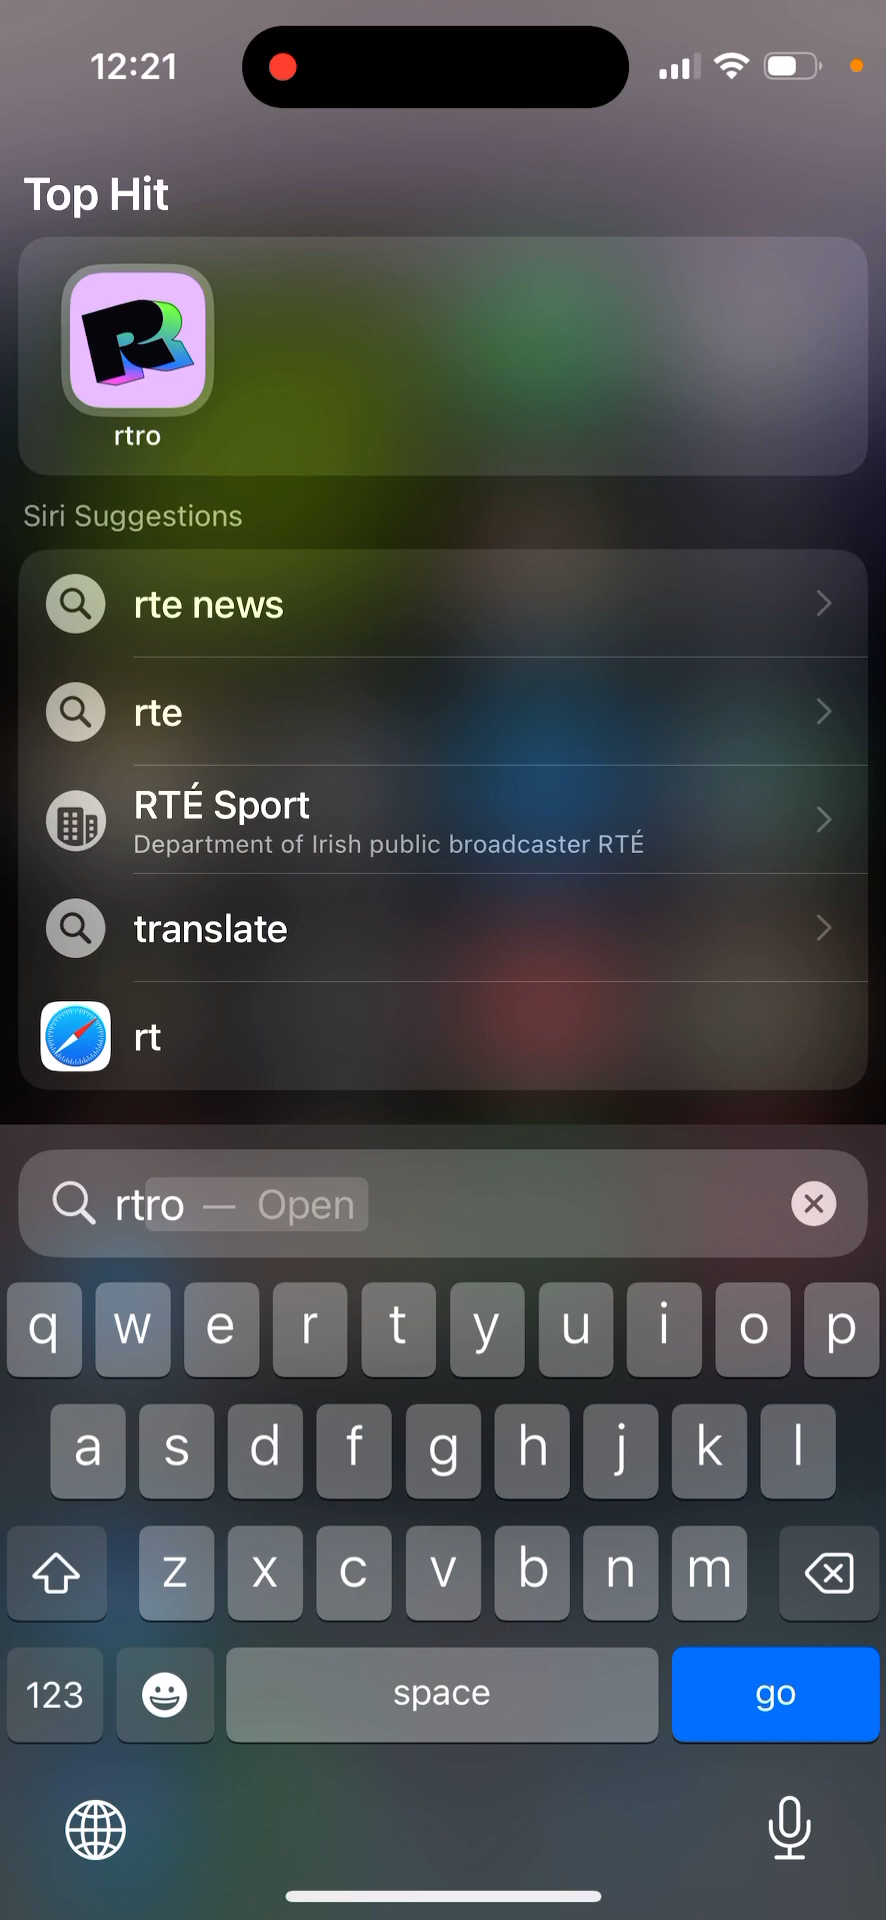 12:21
Top Hit
R
rtro
Siri Suggestions
rte news
rte
RTÉ Sport
Department of Irish public broadcaster RTÉ
translate
rt
rtro — Open
q w e r t y u i o p
a s d f g h j k l
z x c v b n m
123 space go